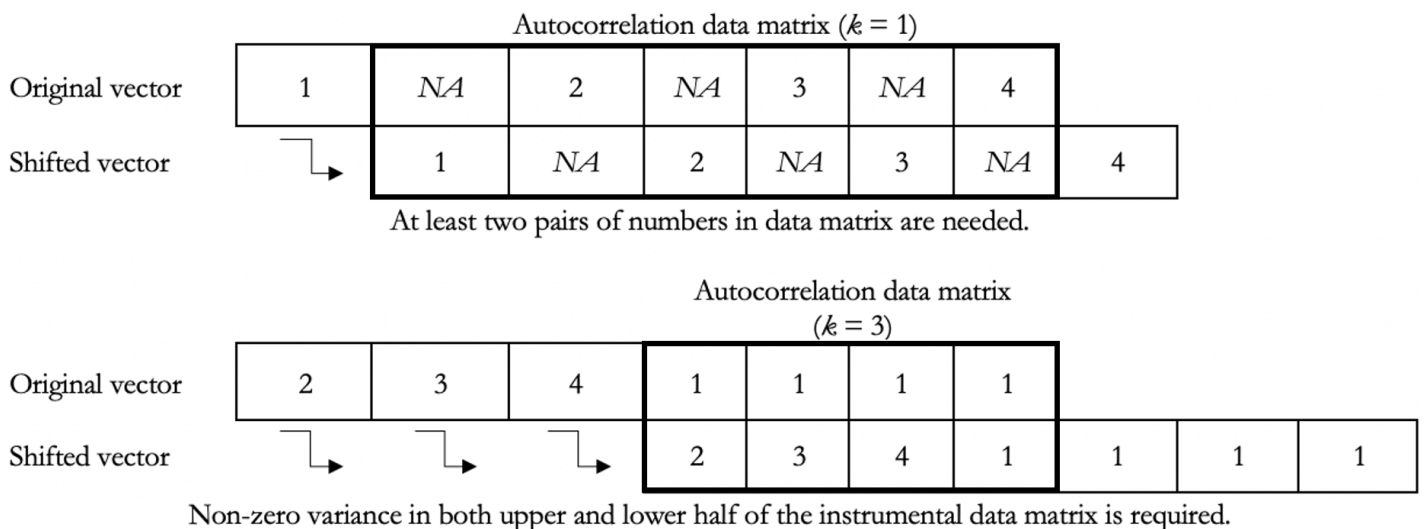 Autocorrelation data matrix (k = 1)
Original vector 1 NA 2 NA 3 NA 4
Shifted vector 1 NA 2 NA 3 NA 4
At least two pairs of numbers in data matrix are needed.
Autocorrelation data matrix
(k = 3)
Original vector 2 3 4 1 1 1 1
Shifted vector 2 3 4 1 1 1 1
Non-zero variance in both upper and lower half of the instrumental data matrix is required.